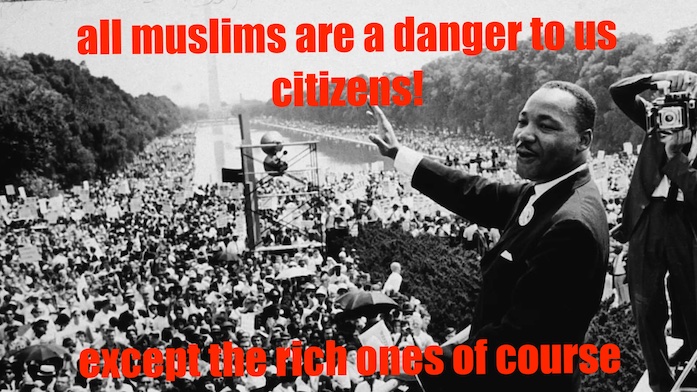 all muslims are a danger to us
citizens!
except the rich ones of course